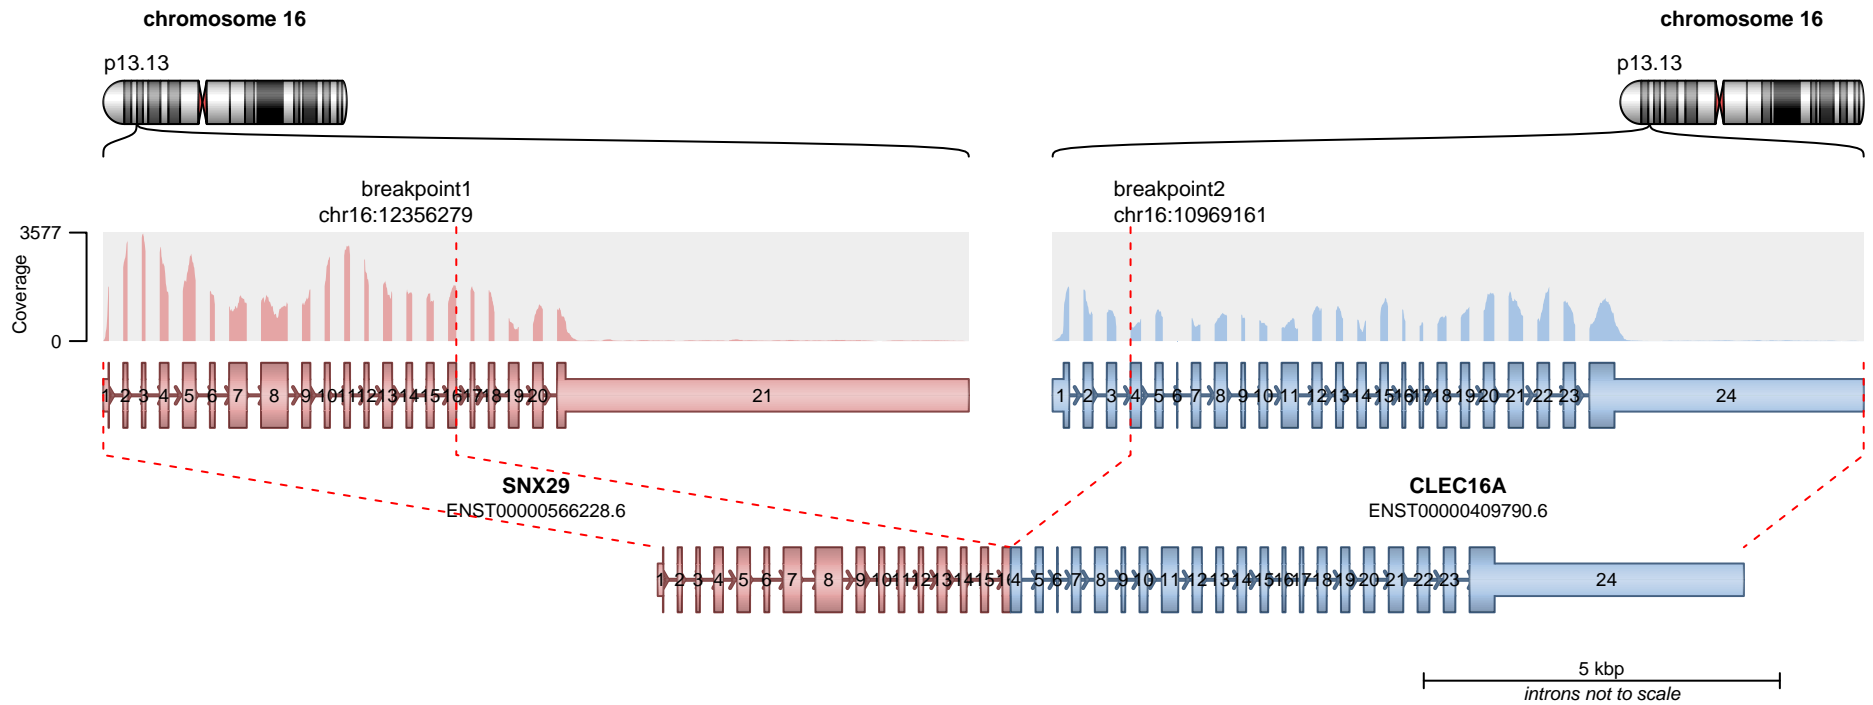 chromosome 16
chromosome 16
p13.13
p13.13
breakpoint1
chr16:12356279
breakpoint2
chr16:10969161
3577
Coverage
0
1 2 3 4 5 6 7 8 9 10 11 12 13 14 15 16 17 18 19 20 21
1 2 3 4 5 6 7 8 9 10 11 12 13 14 15 16 17 18 19 20 21 22 23 24
SNX29
ENST00000566228.6
CLEC16A
ENST00000409790.6
1 2 3 4 5 6 7 8 9 10 11 12 13 14 15 16 4 5 6 7 8 9 10 11 12 13 14 15 16 17 18 19 20 21 22 23 24
5 kbp
introns not to scale